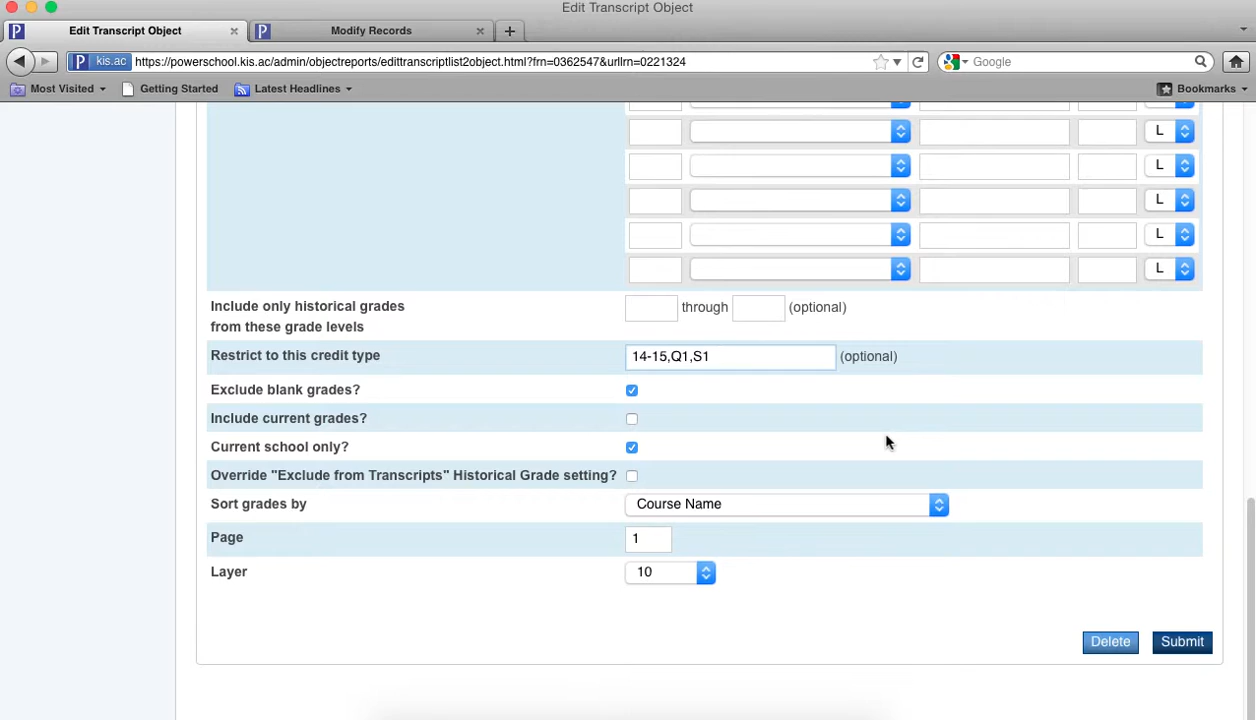 Edit Transcript Object
Edit Transcript Object
Modify Records
kis.ac
https://powerschool.kis.ac/admin/objectreports/edittranscriptlist2object.html?frn=0362547&urllrn=0221324
Google
Most Visited
Getting Started
Latest Headlines
Bookmarks
L
L
L
L
L
Include only historical grades
from these grade levels
through
(optional)
Restrict to this credit type
14-15,Q1,S1
(optional)
Exclude blank grades?
Include current grades?
Current school only?
Override "Exclude from Transcripts" Historical Grade setting?
Sort grades by
Course Name
Page
1
Layer
10
Delete
Submit